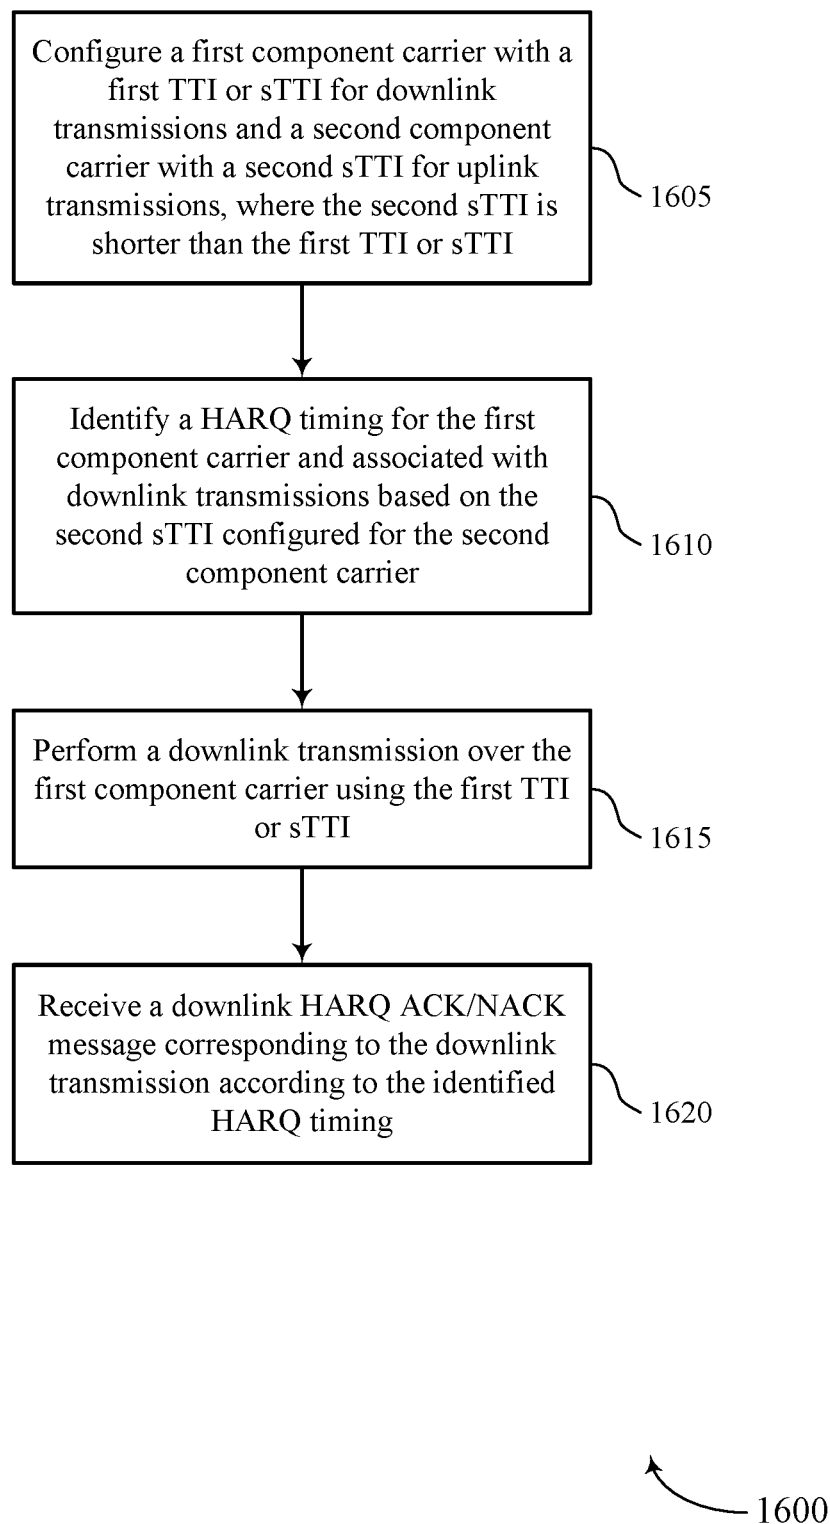 Configure a first component carrier with a
first TTI or sTTI for downlink
transmissions and a second component
carrier with a second sTTI for uplink
transmissions, where the second sTTI is
shorter than the first TTI or sTTI
1605
Identify a HARQ timing for the first
component carrier and associated with
downlink transmissions based on the
second sTTI configured for the second
component carrier
1610
Perform a downlink transmission over the
first component carrier using the first TTI
or sTTI
1615
Receive a downlink HARQ ACK/NACK
message corresponding to the downlink
transmission according to the identified
HARQ timing
1620
1600